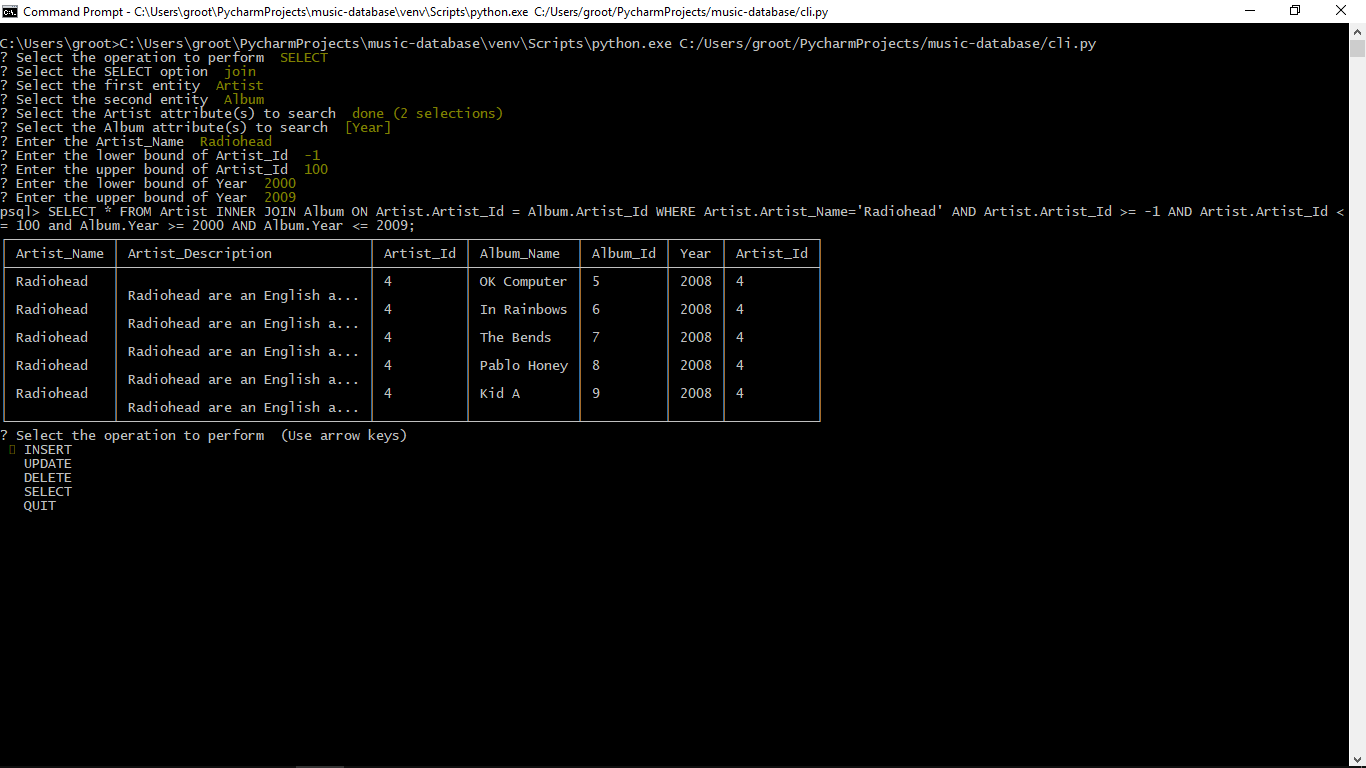 Command Prompt - C:\Users\groot\PycharmProjects\music-database\venv\Scripts\python.exe C:/Users/groot/PycharmProjects/music-database/cli.py
C:\Users\groot>C:\Users\groot\PycharmProjects\music-database\venv\Scripts\python.exe C:/Users/groot/PycharmProjects/music-database/cli.py
? Select the operation to perform  SELECT
? Select the SELECT option  join
? Select the first entity  Artist
? Select the second entity  Album
? Select the Artist attribute(s) to search  done (2 selections)
? Select the Album attribute(s) to search  [Year]
? Enter the Artist_Name  Radiohead
? Enter the lower bound of Artist_Id  -1
? Enter the upper bound of Artist_Id  100
? Enter the lower bound of Year  2000
? Enter the upper bound of Year  2009
psql> SELECT * FROM Artist INNER JOIN Album ON Artist.Artist_Id = Album.Artist_Id WHERE Artist.Artist_Name='Radiohead' AND Artist.Artist_Id >= -1 AND Artist.Artist_Id <
= 100 and Album.Year >= 2000 AND Album.Year <= 2009;
Artist_Name Artist_Description Artist_Id Album_Name Album_Id Year Artist_Id
Radiohead 4 OK Computer 5 2008 4
Radiohead are an English a...
Radiohead 4 In Rainbows 6 2008 4
Radiohead are an English a...
Radiohead 4 The Bends 7 2008 4
Radiohead are an English a...
Radiohead 4 Pablo Honey 8 2008 4
Radiohead are an English a...
Radiohead 4 Kid A 9 2008 4
Radiohead are an English a...
? Select the operation to perform  (Use arrow keys)
INSERT
UPDATE
DELETE
SELECT
QUIT